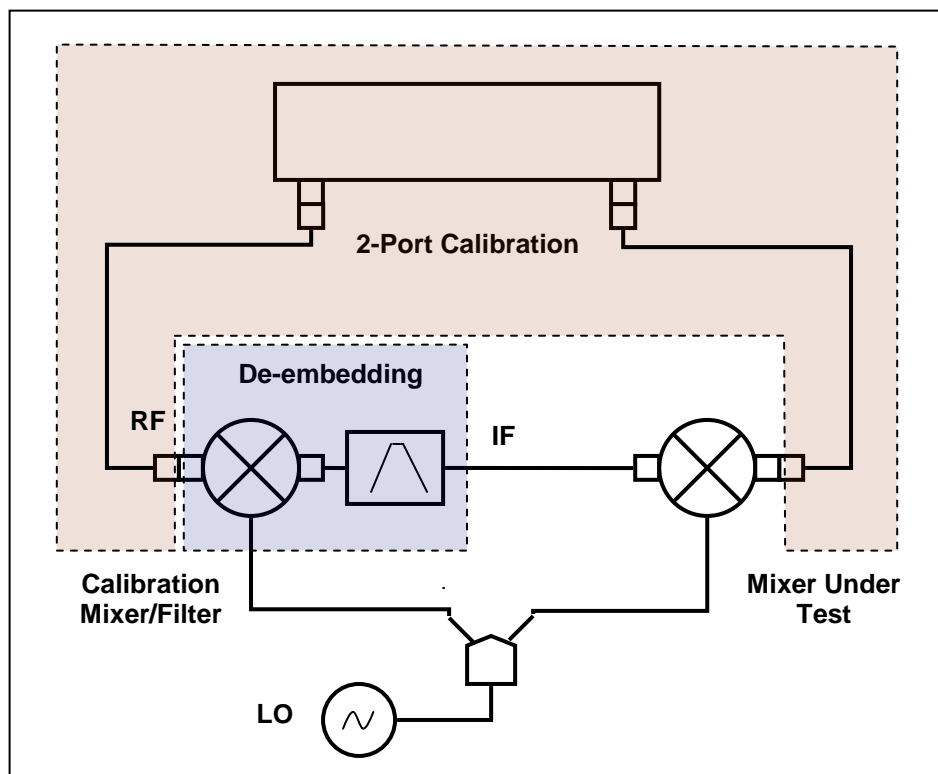 2-Port Calibration
De-embedding
RF
IF
Calibration
Mixer/Filter
Mixer Under
Test
LO